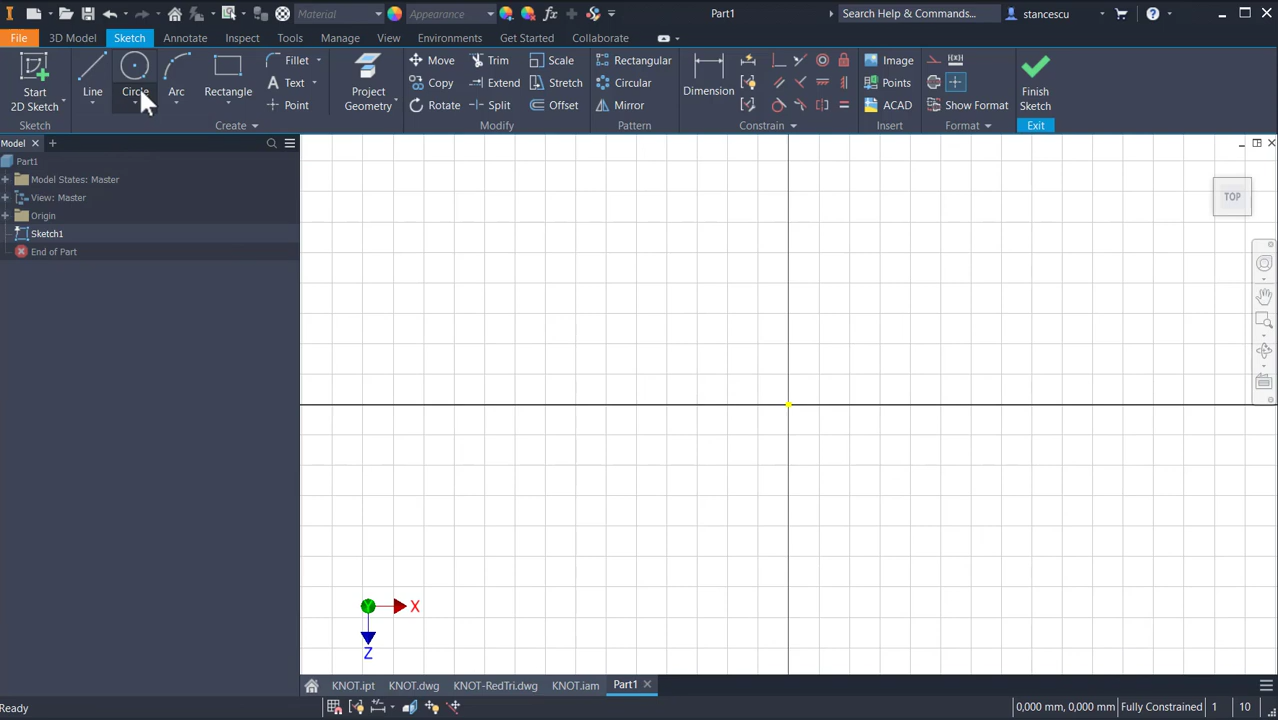 Material
Appearance
Part1
Search Help & Commands...
stancescu
File
3D Model
Sketch
Annotate
Inspect
Tools
Manage
View
Environments
Get Started
Collaborate
Start
2D Sketch
Line
Circle
Arc
Rectangle
Fillet
Text
Point
Project
Geometry
Move
Copy
Rotate
Trim
Extend
Split
Scale
Stretch
Offset
Rectangular
Circular
Mirror
Dimension
Image
Points
ACAD
Show Format
Finish
Sketch
Sketch
Create
Modify
Pattern
Constrain
Insert
Format
Exit
Model
Part1
Model States: Master
View: Master
Origin
Sketch1
End of Part
TOP
Y
X
Z
KNOT.ipt
KNOT.dwg
KNOT-RedTri.dwg
KNOT.iam
Part1
Ready
0,000 mm, 0,000 mm
Fully Constrained
1
10